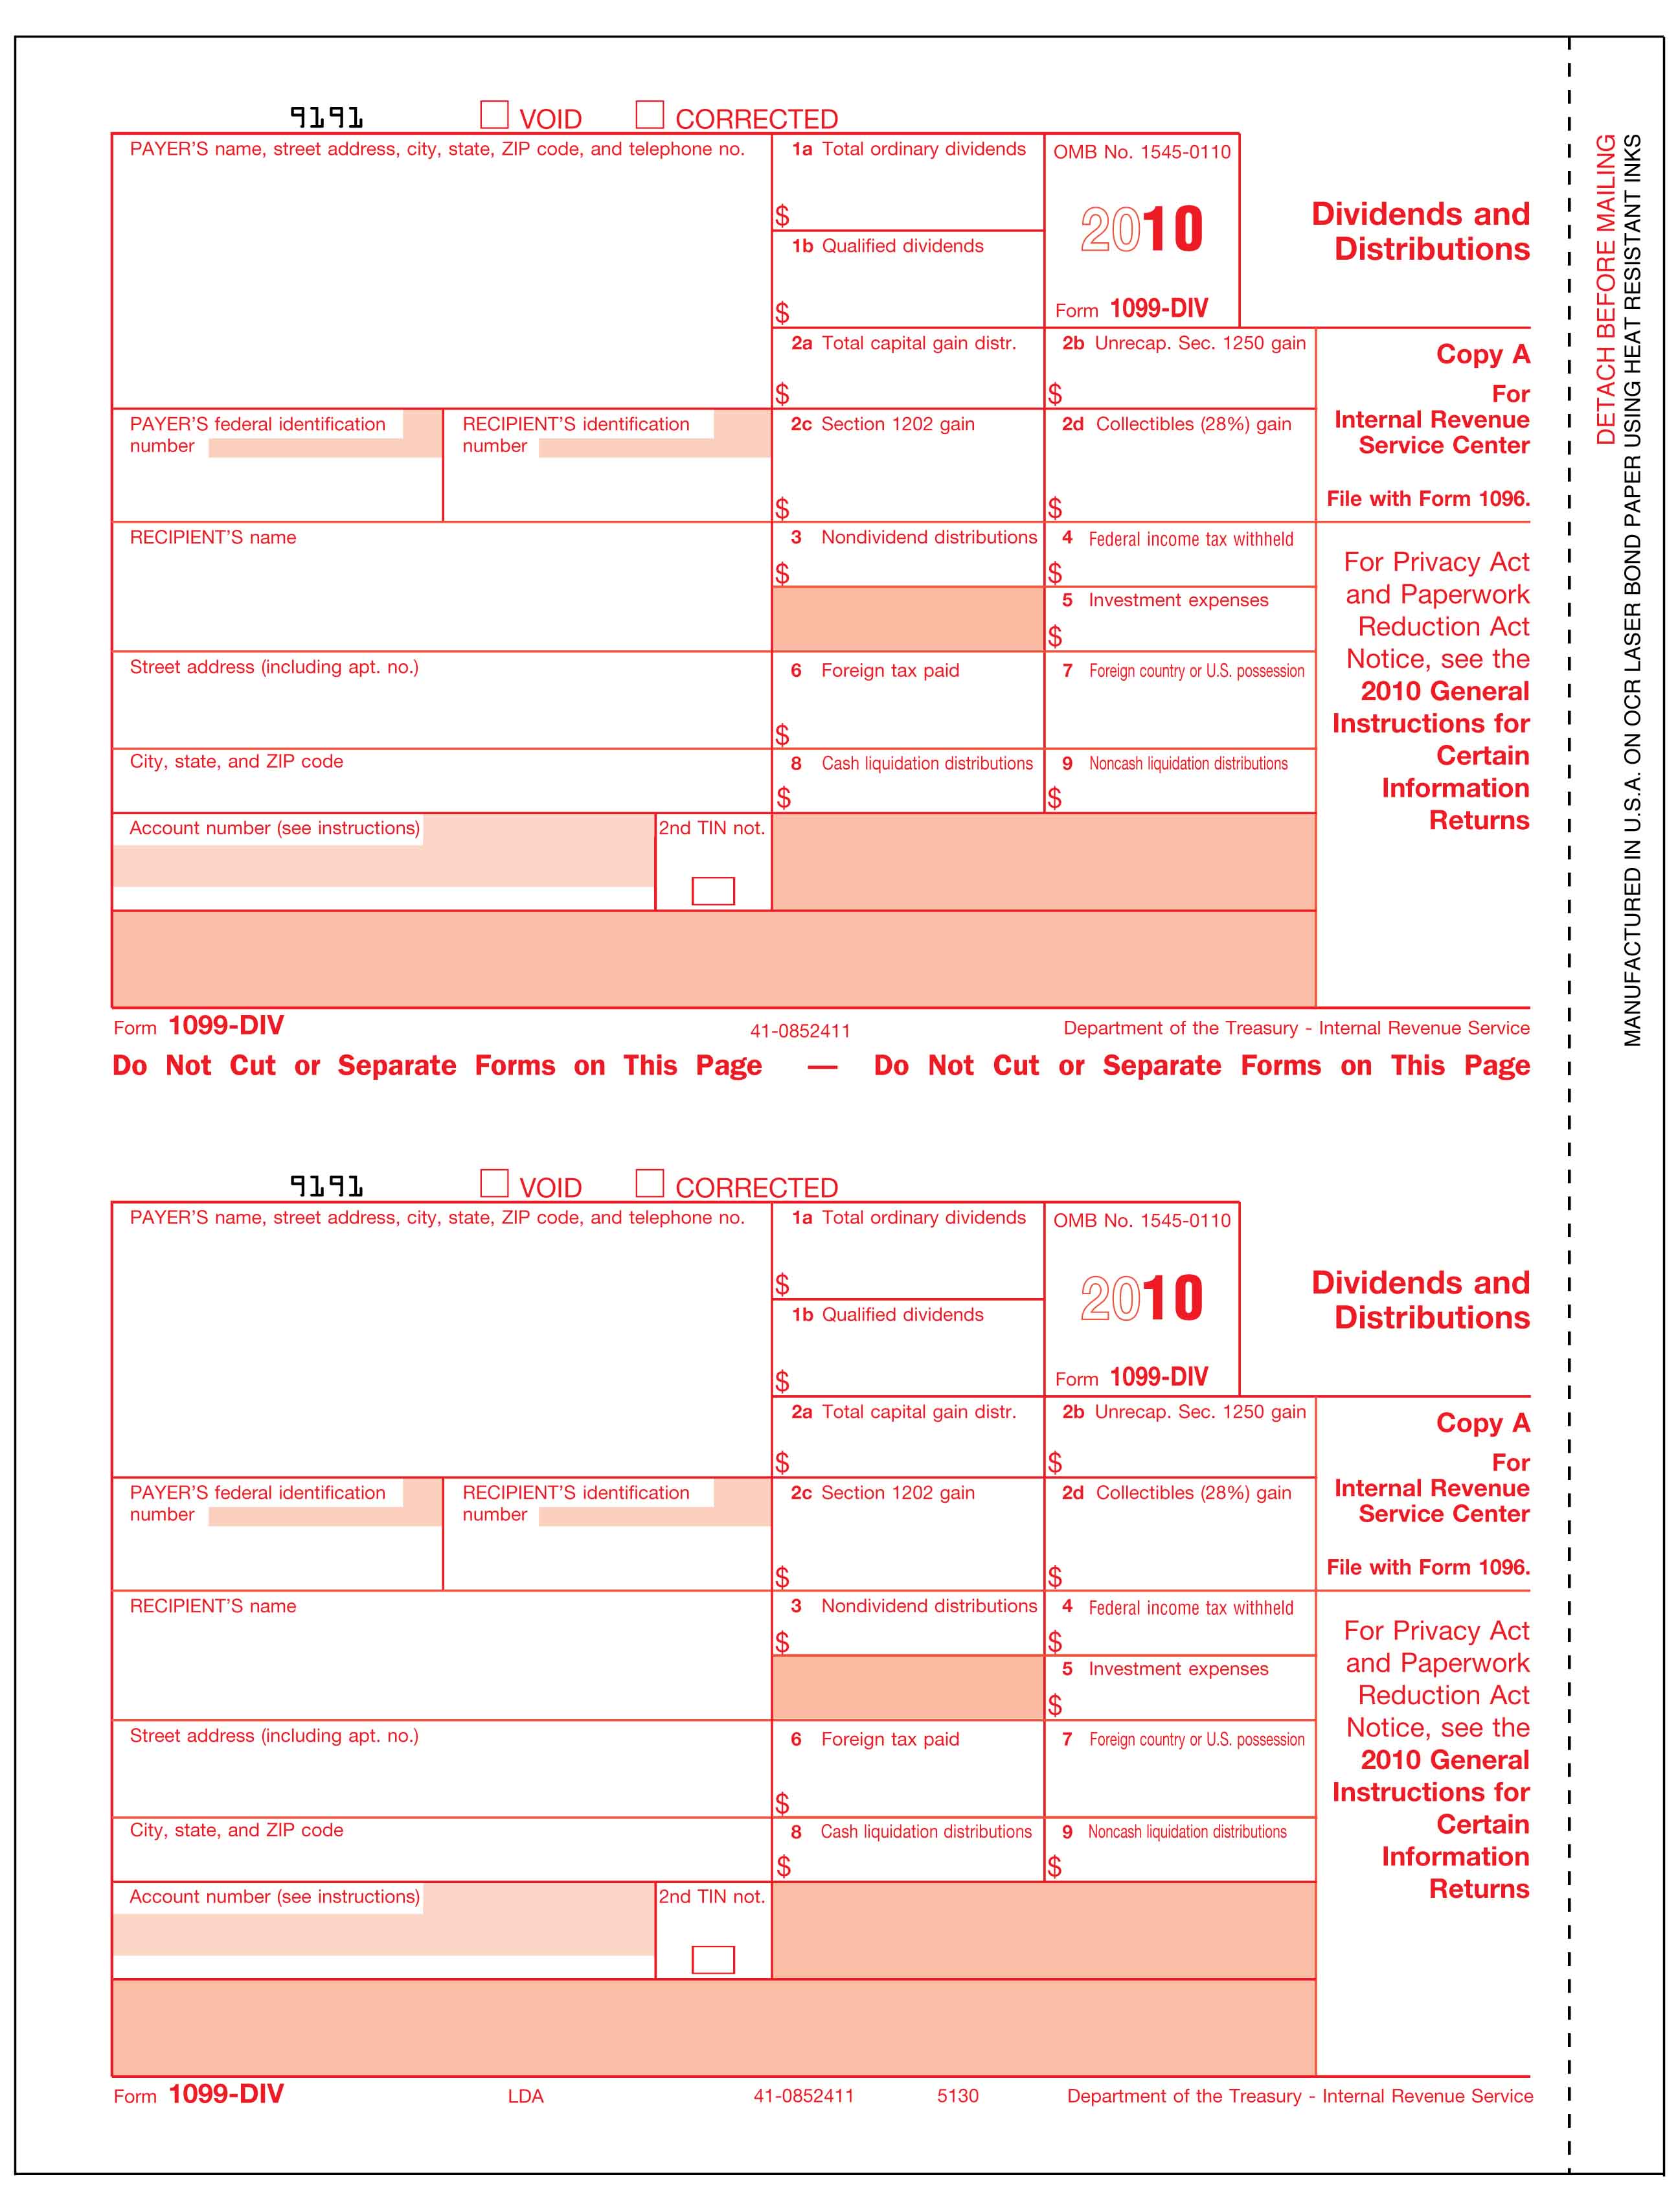 9191 VOID CORRECTED
PAYER'S name, street address, city, state, ZIP code, and telephone no.
1a Total ordinary dividends
$
OMB No. 1545-0110
2010
Form 1099-DIV
Dividends and
Distributions
1b Qualified dividends
$
2a Total capital gain distr.
$
2b Unrecap. Sec. 1250 gain
$
Copy A
For
Internal Revenue
Service Center
File with Form 1096.
PAYER'S federal identification
number
RECIPIENT'S identification
number
2c Section 1202 gain
$
2d Collectibles (28%) gain
$
RECIPIENT'S name
3 Nondividend distributions
$
4 Federal income tax withheld
$
5 Investment expenses
$
For Privacy Act
and Paperwork
Reduction Act
Notice, see the
2010 General
Instructions for
Certain
Information
Returns
Street address (including apt. no.)
6 Foreign tax paid
$
7 Foreign country or U.S. possession
City, state, and ZIP code
8 Cash liquidation distributions
$
9 Noncash liquidation distributions
$
Account number (see instructions)
2nd TIN not.
Form 1099-DIV 41-0852411 Department of the Treasury - Internal Revenue Service
Do Not Cut or Separate Forms on This Page — Do Not Cut or Separate Forms on This Page
9191 VOID CORRECTED
PAYER'S name, street address, city, state, ZIP code, and telephone no.
1a Total ordinary dividends
$
OMB No. 1545-0110
2010
Form 1099-DIV
Dividends and
Distributions
1b Qualified dividends
$
2a Total capital gain distr.
$
2b Unrecap. Sec. 1250 gain
$
Copy A
For
Internal Revenue
Service Center
File with Form 1096.
PAYER'S federal identification
number
RECIPIENT'S identification
number
2c Section 1202 gain
$
2d Collectibles (28%) gain
$
RECIPIENT'S name
3 Nondividend distributions
$
4 Federal income tax withheld
$
5 Investment expenses
$
For Privacy Act
and Paperwork
Reduction Act
Notice, see the
2010 General
Instructions for
Certain
Information
Returns
Street address (including apt. no.)
6 Foreign tax paid
$
7 Foreign country or U.S. possession
City, state, and ZIP code
8 Cash liquidation distributions
$
9 Noncash liquidation distributions
$
Account number (see instructions)
2nd TIN not.
Form 1099-DIV LDA 41-0852411 5130 Department of the Treasury - Internal Revenue Service
DETACH BEFORE MAILING
MANUFACTURED IN U.S.A. ON OCR LASER BOND PAPER USING HEAT RESISTANT INKS